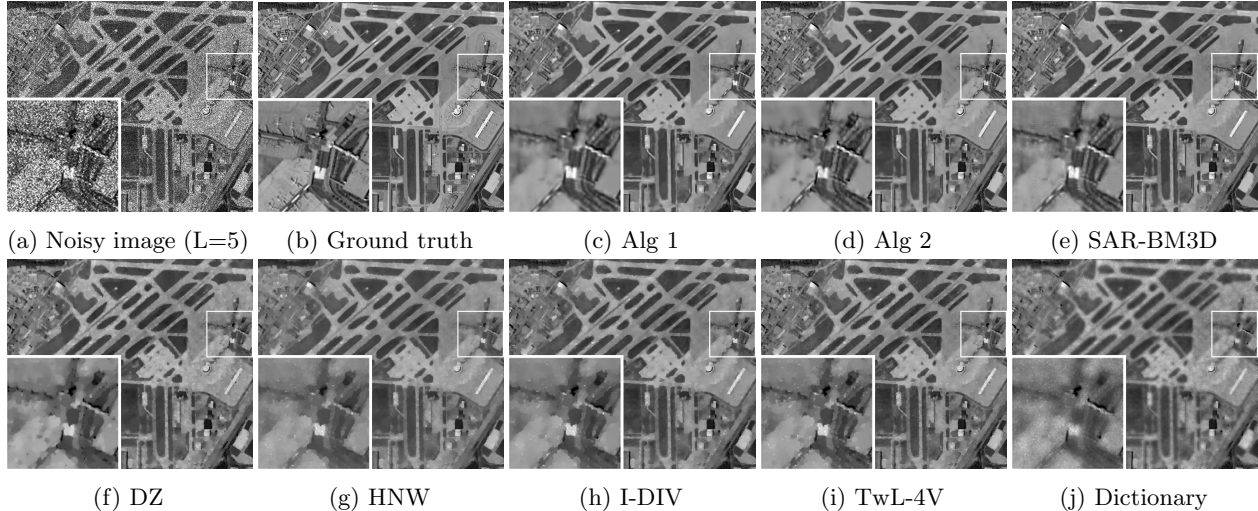 (a) Noisy image (L=5) (b) Ground truth (c) Alg 1 (d) Alg 2 (e) SAR-BM3D
(f) DZ (g) HNW (h) I-DIV (i) TwL-4V (j) Dictionary